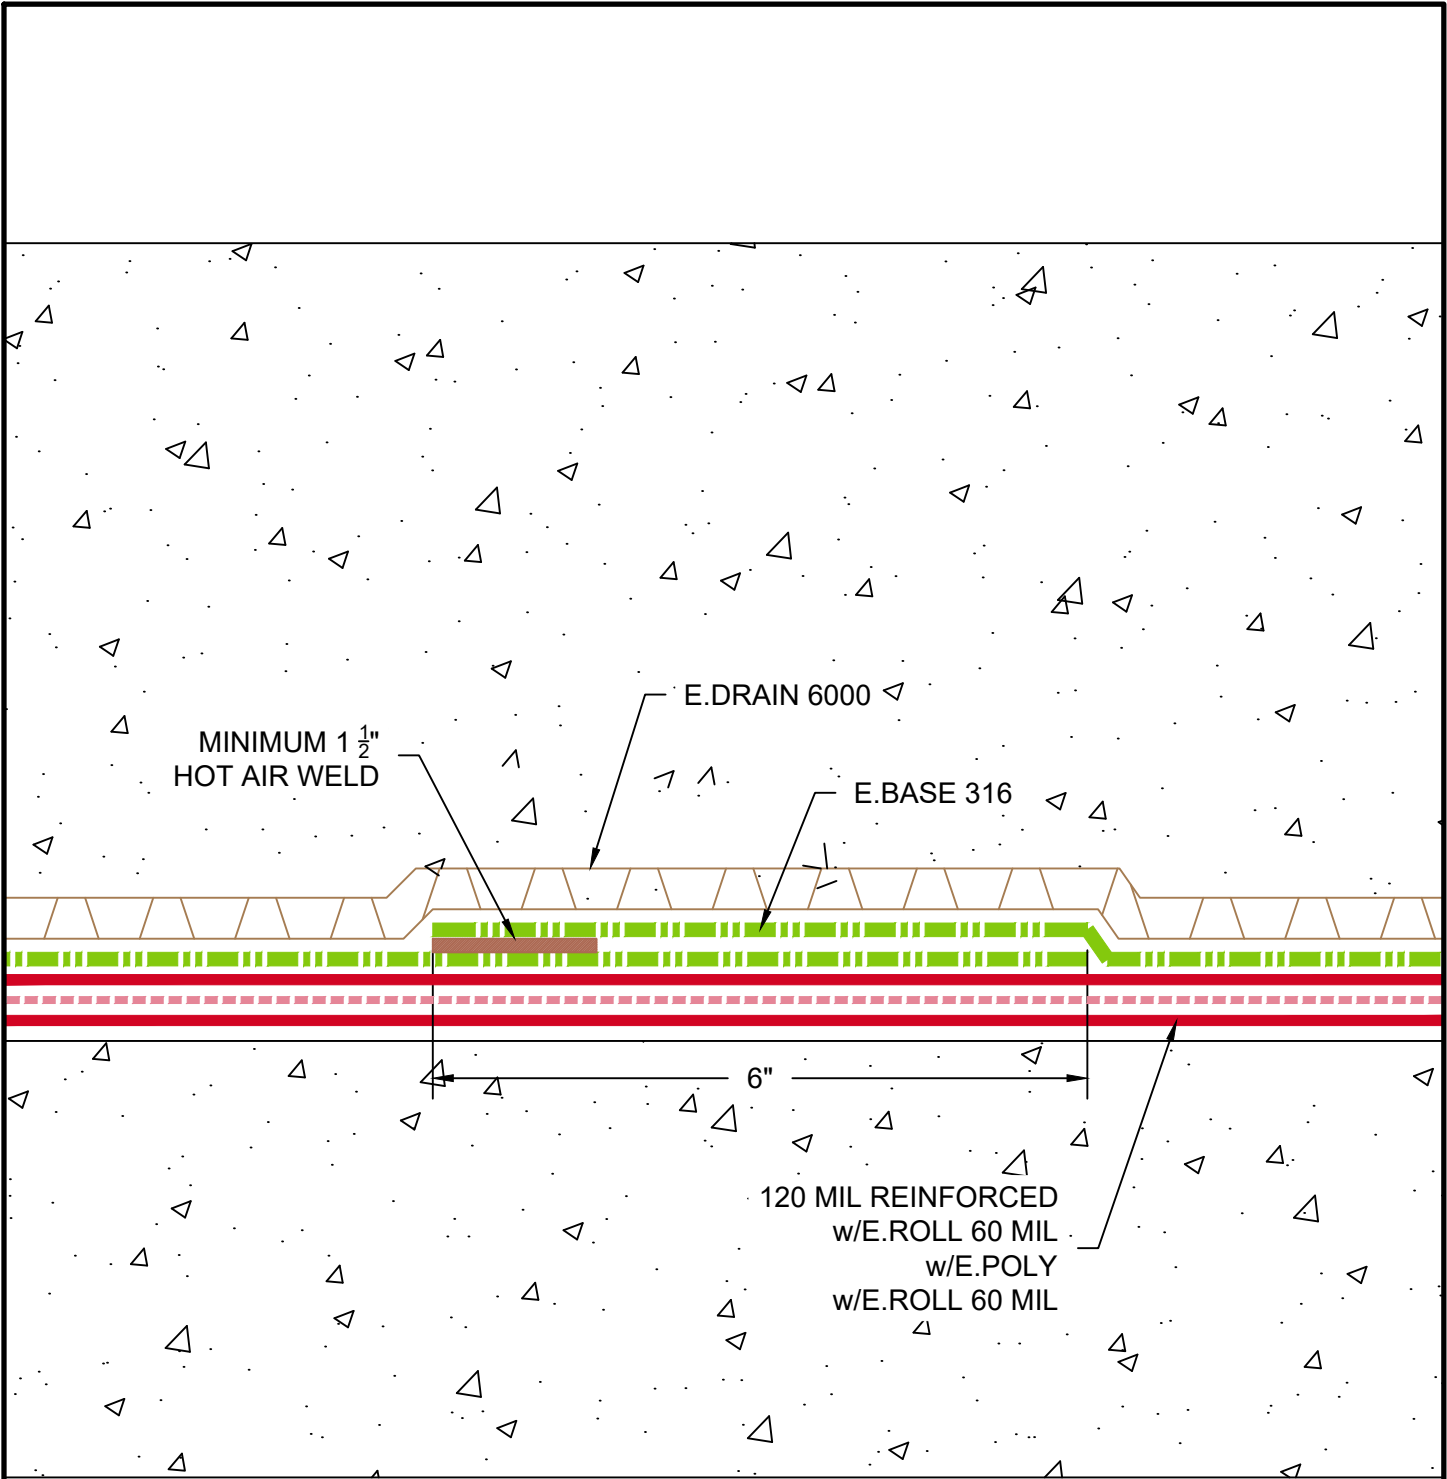 E.DRAIN 6000
MINIMUM 1 1/2"
HOT AIR WELD
E.BASE 316
6"
120 MIL REINFORCED
w/E.ROLL 60 MIL
w/E.POLY
w/E.ROLL 60 MIL